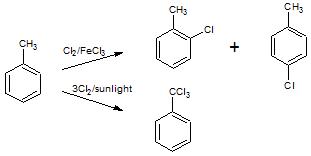 CH₃
Cl₂/FeCl₃
3Cl₂/sunlight
CH₃
Cl
+
CH₃
Cl
CCl₃